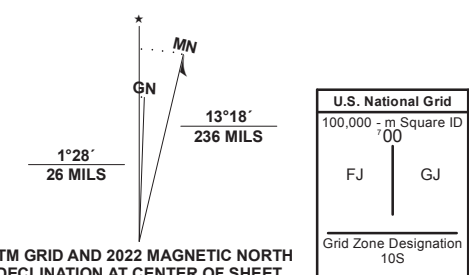 ★
MN
GN
13°18´
236 MILS
1°28´
26 MILS
TM GRID AND 2022 MAGNETIC NORTH
DECLINATION AT CENTER OF SHEET
U.S. National Grid
100,000 - m Square ID
⁷00
FJ
GJ
Grid Zone Designation
10S